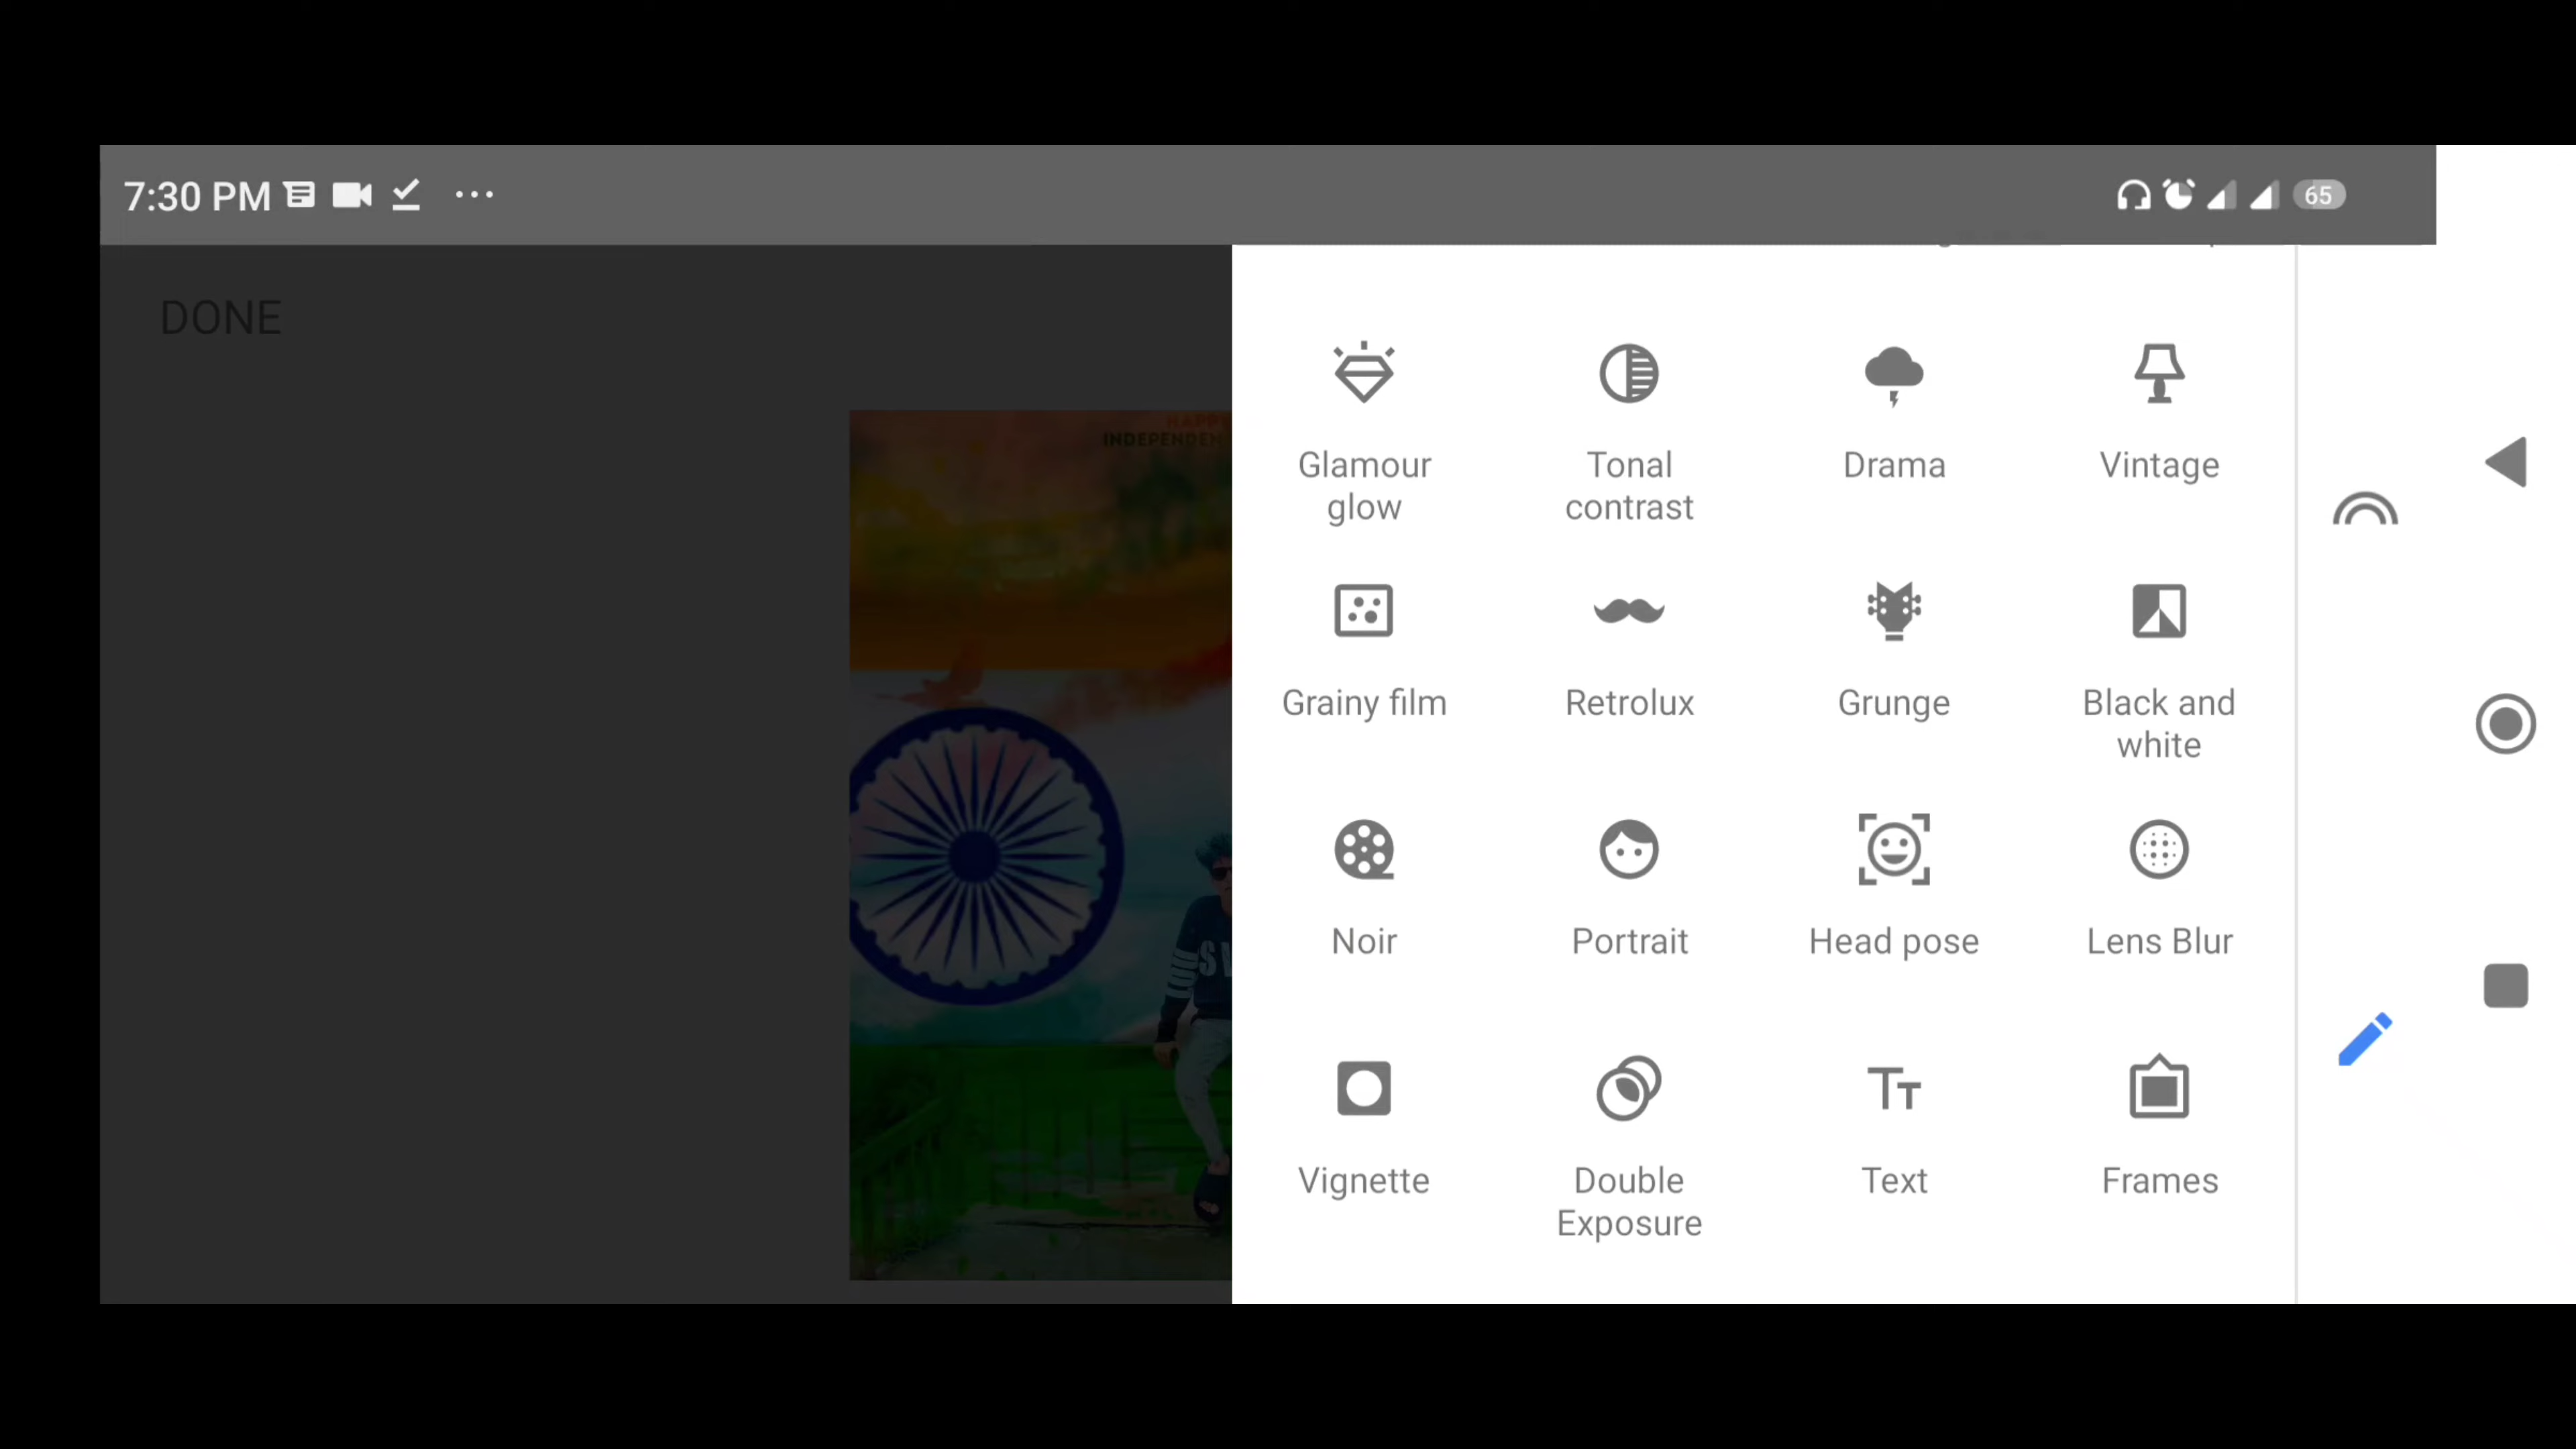 7:30 PM
65
DONE
INDEPENDEN
Glamour
glow
Tonal
contrast
Drama
Vintage
Grainy film
Retrolux
Grunge
Black and
white
Noir
Portrait
Head pose
Lens Blur
Vignette
Double
Exposure
Text
Frames